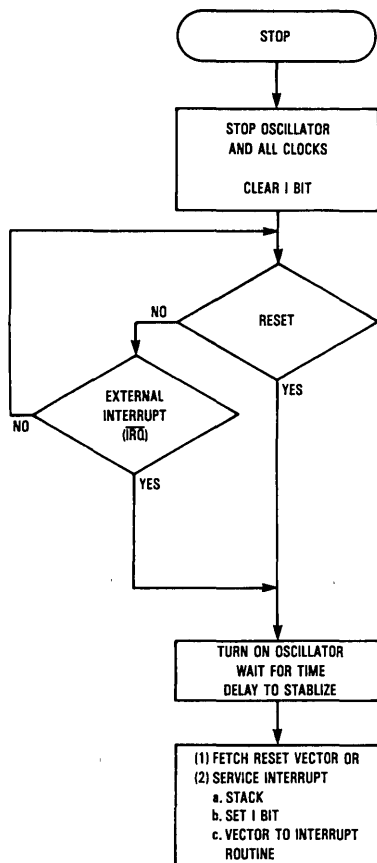 STOP
STOP OSCILLATOR
AND ALL CLOCKS
CLEAR I BIT
RESET
NO
YES
EXTERNAL
INTERRUPT
(I̅R̅Q̅)
NO
YES
TURN ON OSCILLATOR
WAIT FOR TIME
DELAY TO STABLIZE
(1) FETCH RESET VECTOR OR
(2) SERVICE INTERRUPT
a. STACK
b. SET I BIT
c. VECTOR TO INTERRUPT
ROUTINE